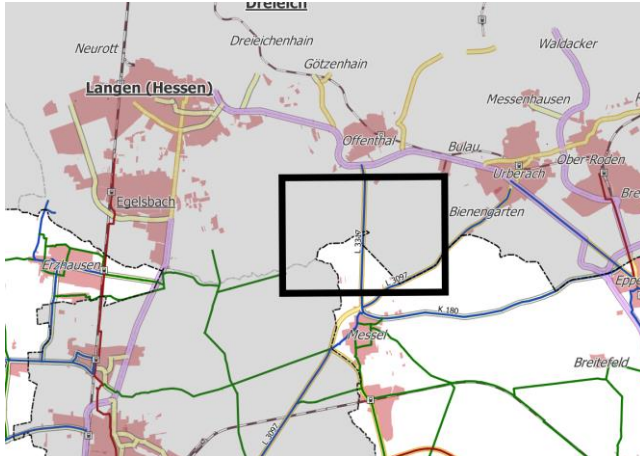 Dreieich
Neurott
Dreieichenhain
Waldacker
Götzenhain
Langen (Hessen)
Messenhausen
Offenthal
Bulau
Ober-Roden
Urberach
Egelsbach
Bienengarten
L 3317
Erzhausen
L 3097
K 180
Messel
Breitefeld
L 3097